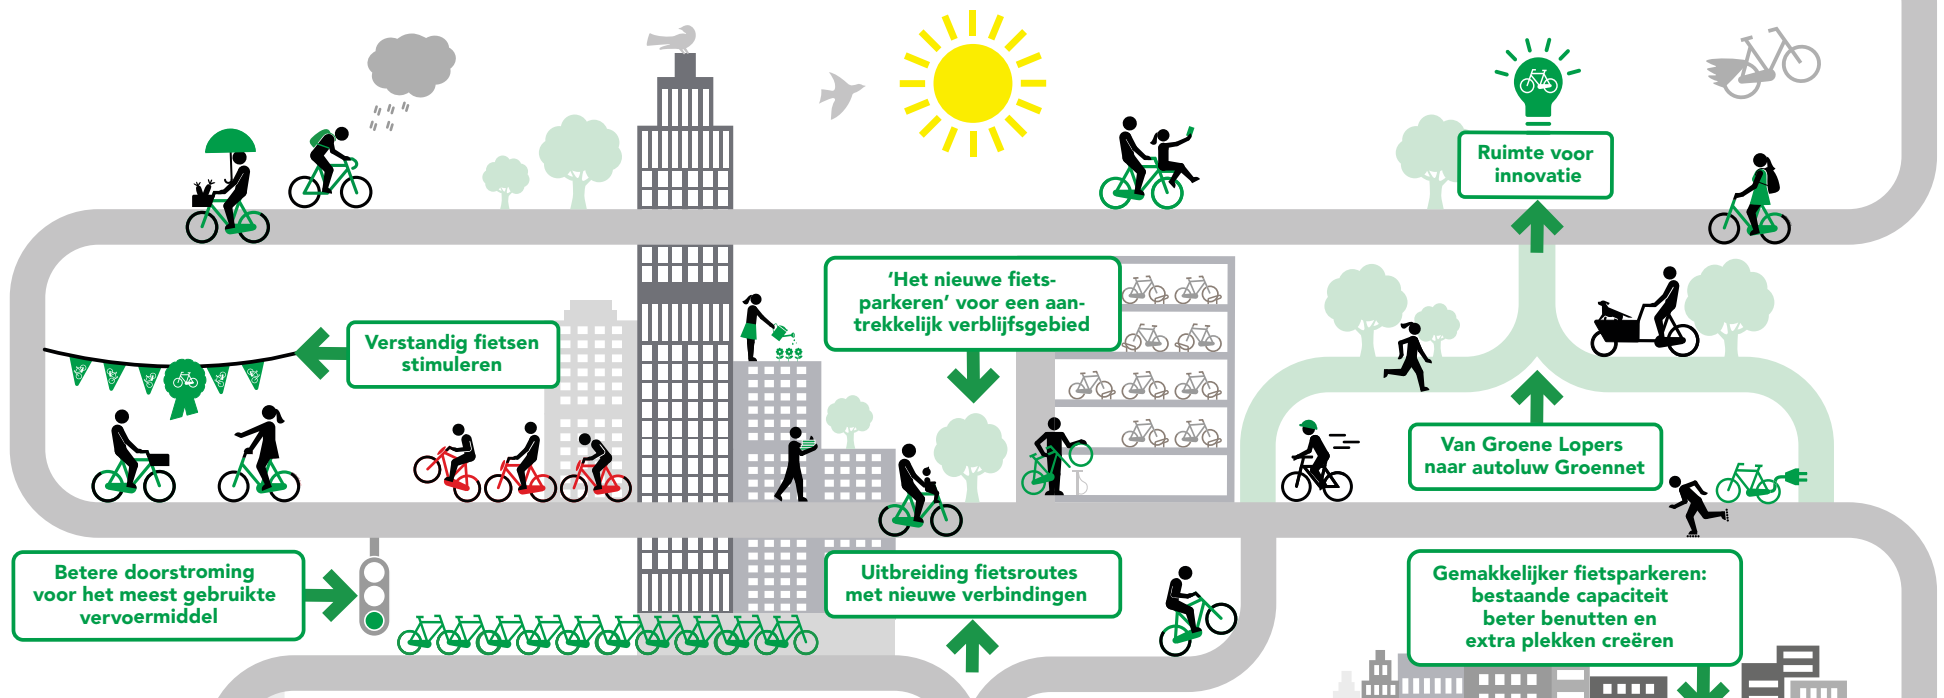 Ruimte voor
innovatie
'Het nieuwe fiets-
parkeren' voor een aan-
trekkelijk verblijfsgebied
Verstandig fietsen
stimuleren
Van Groene Lopers
naar autoluw Groennet
Betere doorstroming
voor het meest gebruikte
vervoermiddel
Uitbreiding fietsroutes
met nieuwe verbindingen
Gemakkelijker fietsparkeren:
bestaande capaciteit
beter benutten en
extra plekken creëren